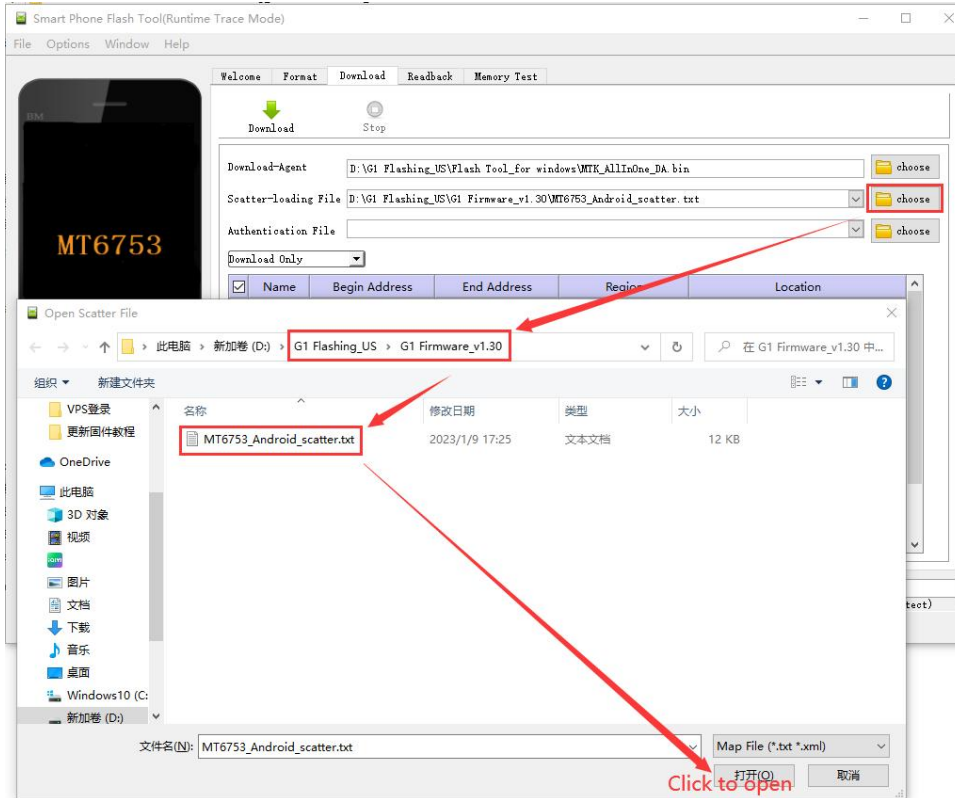 Smart Phone Flash Tool(Runtime Trace Mode)
File Options Window Help
Welcome Format Download Readback Memory Test
BM
Download Stop
Download-Agent D:\G1 Flashing_US\Flash Tool_for windows\MTK_AllInOne_DA.bin choose
Scatter-loading File D:\G1 Flashing_US\G1 Firmware_v1.30\MT6753_Android_scatter.txt choose
Authentication File choose
MT6753
Download Only
Name Begin Address End Address Region Location
Open Scatter File
此电脑 › 新加卷 (D:) › G1 Flashing_US › G1 Firmware_v1.30
在 G1 Firmware_v1.30 中...
组织 新建文件夹
VPS登录
更新固件教程
OneDrive
此电脑
3D 对象
视频
图片
文档
下载
音乐
桌面
Windows10 (C:
新加卷 (D:)
名称 修改日期 类型 大小
MT6753_Android_scatter.txt 2023/1/9 17:25 文本文档 12 KB
tect)
文件名(N): MT6753_Android_scatter.txt Map File (*.txt *.xml)
打开(O) 取消
Click to open